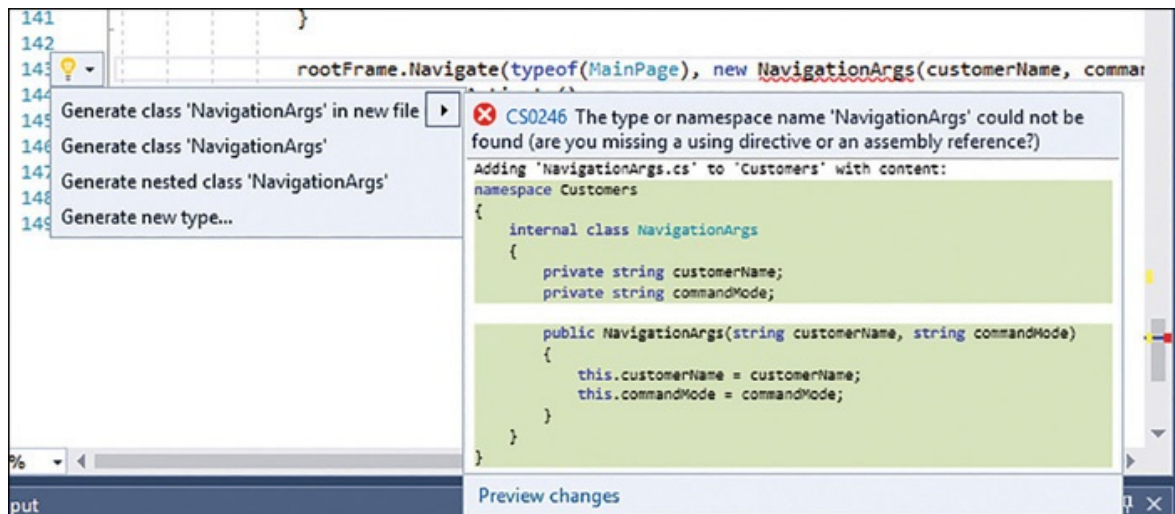 141 }
142
143 rootFrame.Navigate(typeof(MainPage), new NavigationArgs(customerName, comman
144
145
146
147
148
149
Generate class 'NavigationArgs' in new file
Generate class 'NavigationArgs'
Generate nested class 'NavigationArgs'
Generate new type...
CS0246 The type or namespace name 'NavigationArgs' could not be
found (are you missing a using directive or an assembly reference?)
Adding 'NavigationArgs.cs' to 'Customers' with content:
namespace Customers
{
internal class NavigationArgs
{
private string customerName;
private string commandMode;
public NavigationArgs(string customerName, string commandMode)
{
this.customerName = customerName;
this.commandMode = commandMode;
}
}
}
Preview changes
%
put